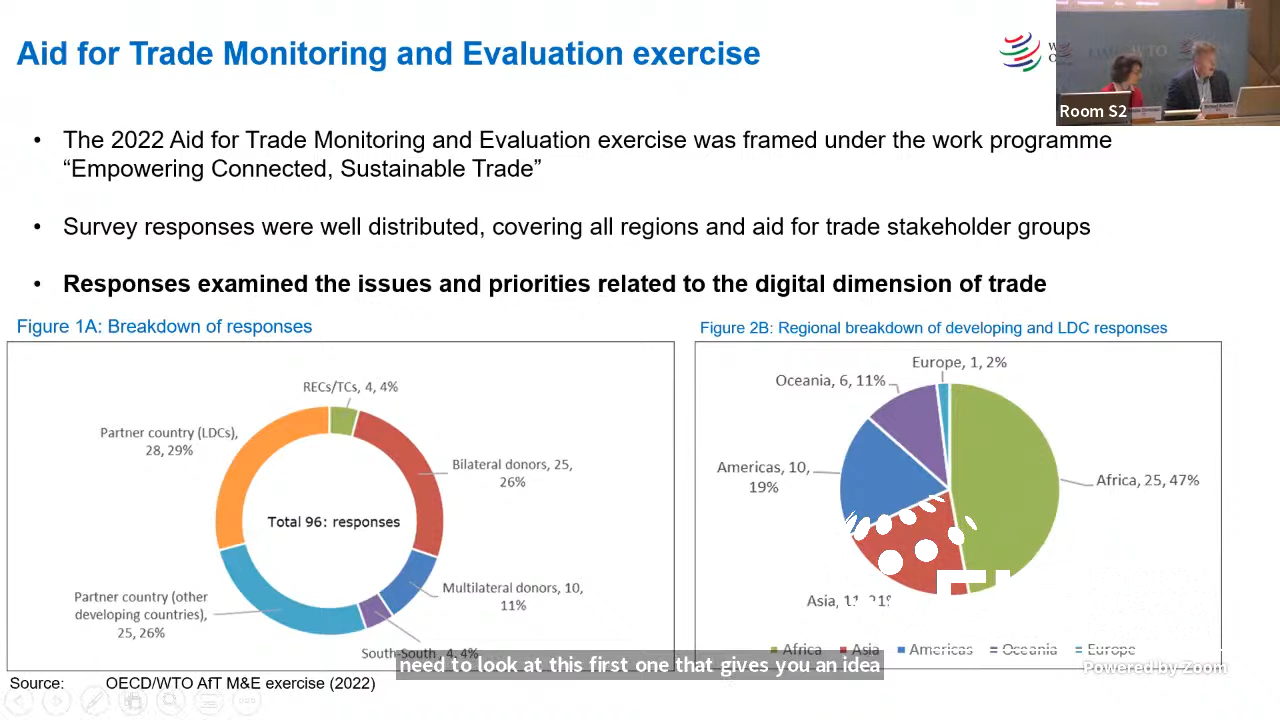 Aid for Trade Monitoring and Evaluation exercise
Room S2
• The 2022 Aid for Trade Monitoring and Evaluation exercise was framed under the work programme
“Empowering Connected, Sustainable Trade”
• Survey responses were well distributed, covering all regions and aid for trade stakeholder groups
• Responses examined the issues and priorities related to the digital dimension of trade
Figure 1A: Breakdown of responses
RECs/TCs, 4, 4%
Partner country (LDCs),
28, 29%
Bilateral donors, 25,
26%
Total 96: responses
Multilateral donors, 10,
11%
Partner country (other
developing countries),
25, 26%
South-South, 4, 4%
Figure 2B: Regional breakdown of developing and LDC responses
Europe, 1, 2%
Oceania, 6, 11%
Americas, 10,
19%
Africa, 25, 47%
Asia, 11, 21%
Africa Asia Americas Oceania Europe
need to look at this first one that gives you an idea
Powered by Zoom
Source: OECD/WTO AfT M&E exercise (2022)